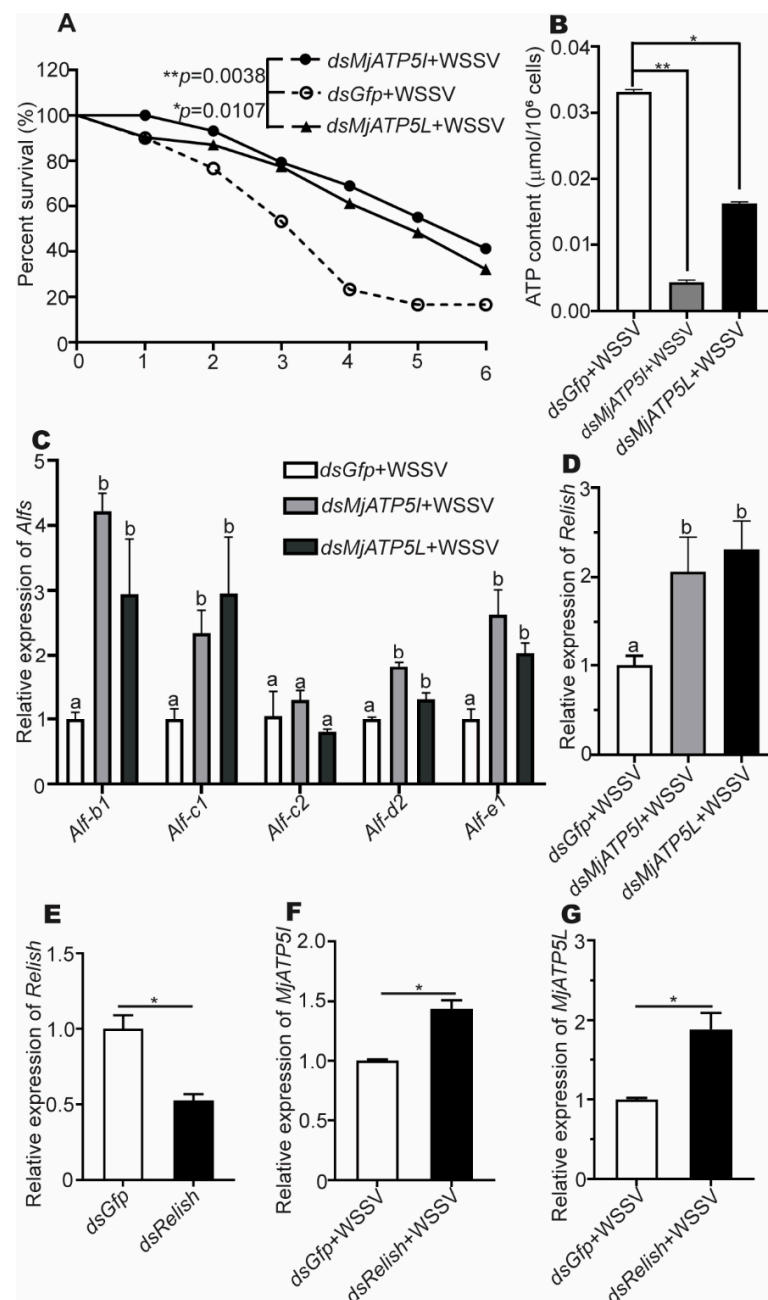 A
Percent survival (%)
120
100
80
60
40
20
0
0 1 2 3 4 5 6
**p=0.0038
*p=0.0107
dsMjATP5I+WSSV
dsGfp+WSSV
dsMjATP5L+WSSV
B
ATP content (μmol/10⁶ cells)
0.04
0.03
0.02
0.01
0.00
*
**
dsGfp+WSSV
dsMjATP5I+WSSV
dsMjATP5L+WSSV
C
Relative expression of Alfs
5
4
3
2
1
0
dsGfp+WSSV
dsMjATP5I+WSSV
dsMjATP5L+WSSV
a b b
a b b
a a a
a b b
a b b
Alf-b1 Alf-c1 Alf-c2 Alf-d2 Alf-e1
D
Relative expression of Relish
3
2
1
0
a b b
dsGfp+WSSV
dsMjATP5I+WSSV
dsMjATP5L+WSSV
E
Relative expression of Relish
1.5
1.0
0.5
0
*
dsGfp
dsRelish
F
Relative expression of MjATP5I
2.0
1.5
1.0
0.5
0.0
*
dsGfp+WSSV
dsRelish+WSSV
G
Relative expression of MjATP5L
3
2
1
0
*
dsGfp+WSSV
dsRelish+WSSV